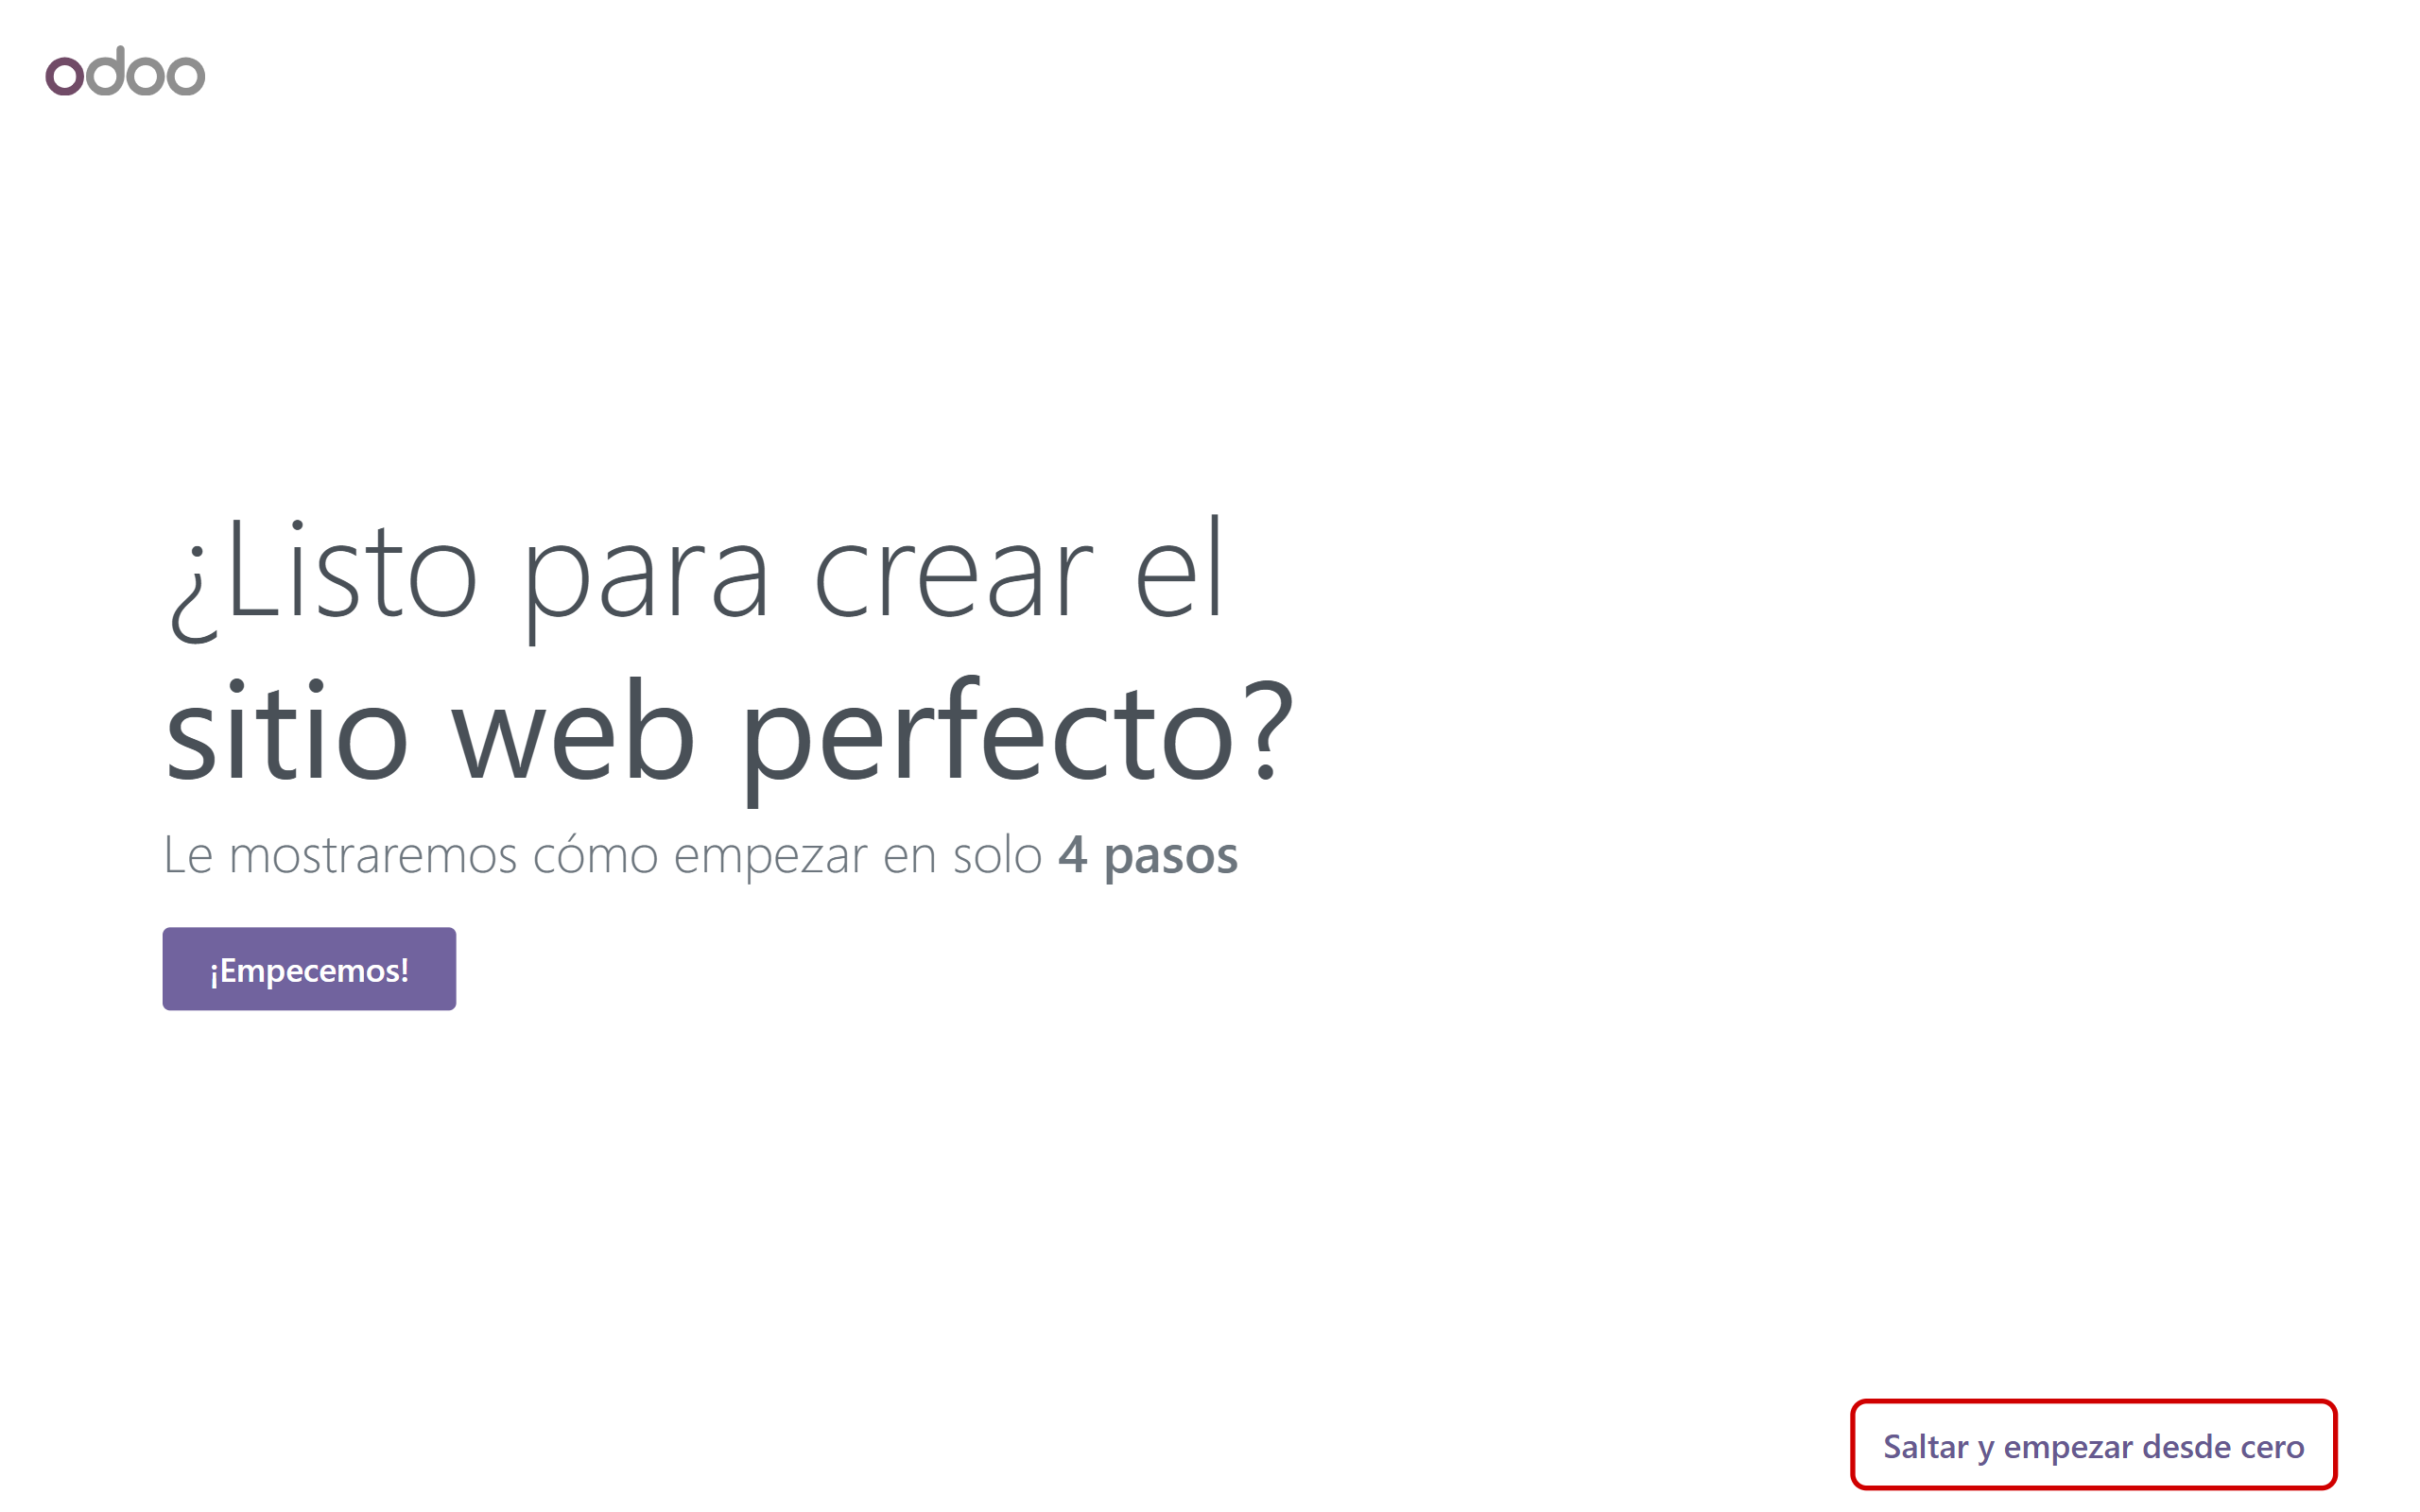 odoo
¿Listo para crear el
sitio web perfecto?
Le mostraremos cómo empezar en solo 4 pasos
¡Empecemos!
Saltar y empezar desde cero